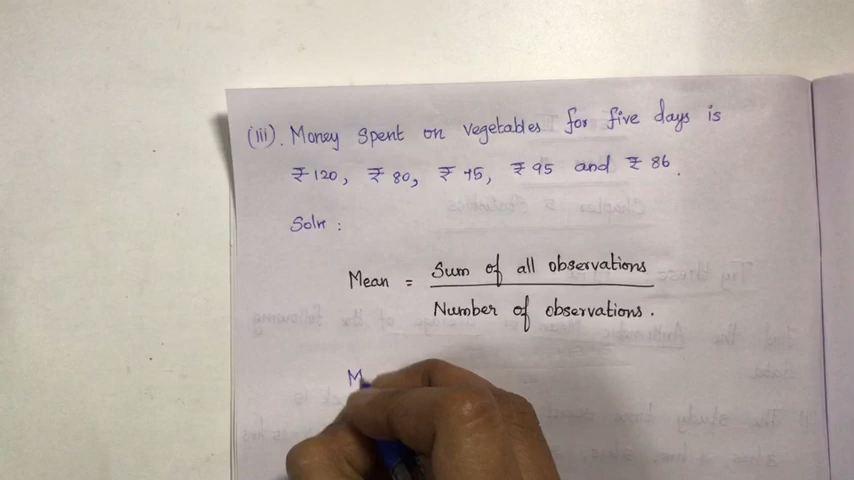 (iii). Money spent on vegetables for five days is
₹ 120, ₹ 80, ₹ 75, ₹ 95 and ₹ 86.
Soln :
Mean = Sum of all observations
Number of observations.
M